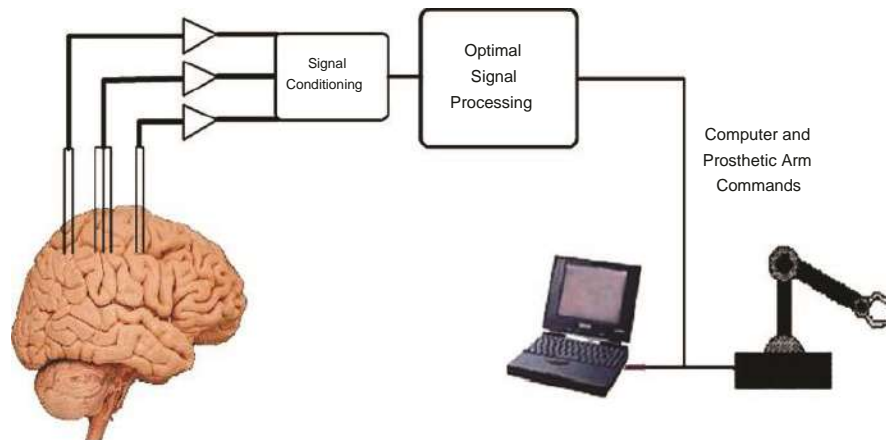 Signal
Conditioning
Optimal
Signal
Processing
Computer and
Prosthetic Arm
Commands